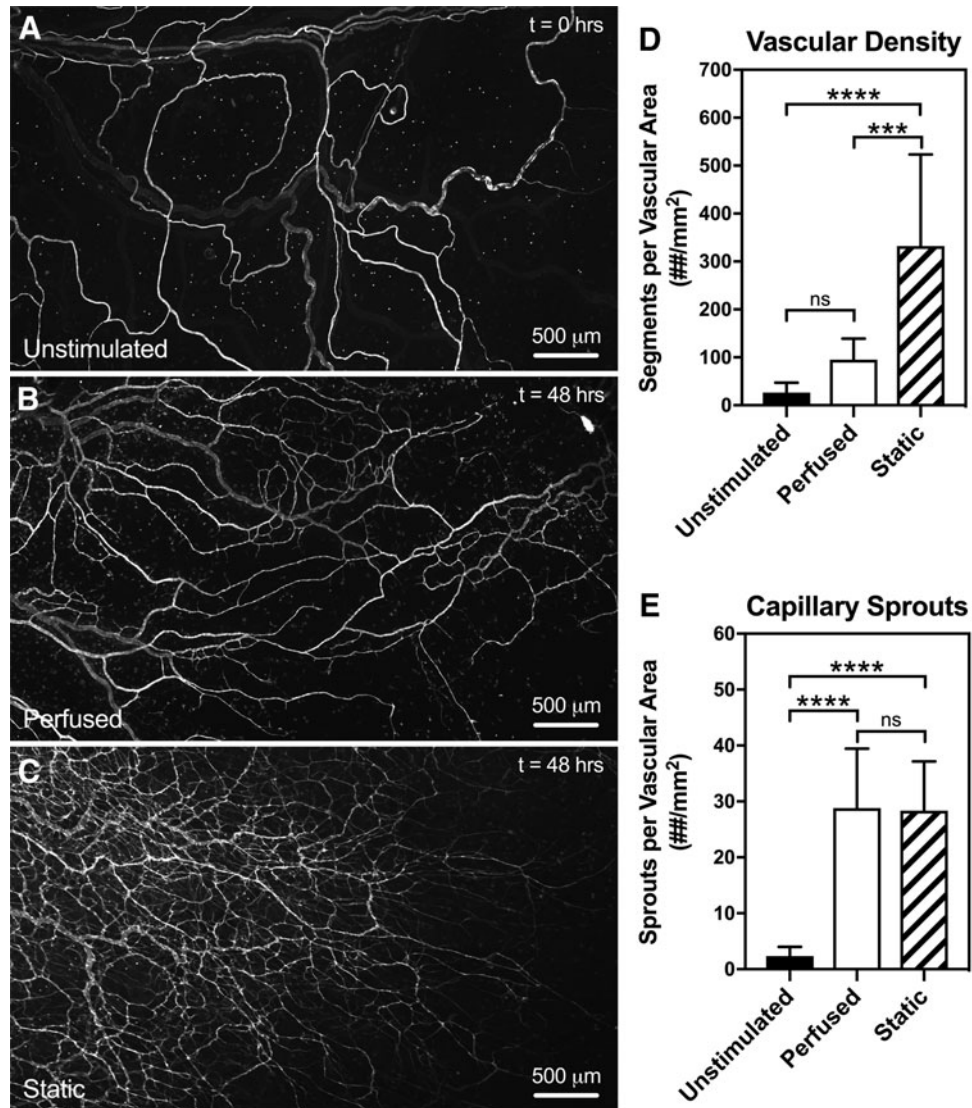 A
t = 0 hrs
Unstimulated
500 µm
B
t = 48 hrs
Perfused
500 µm
C
t = 48 hrs
Static
500 µm
D Vascular Density
Segments per Vascular Area
(##/mm²)
700
600
500
400
300
200
100
0
****
***
ns
Unstimulated
Perfused
Static
E Capillary Sprouts
Sprouts per Vascular Area
(##/mm²)
60
50
40
30
20
10
0
****
****
ns
Unstimulated
Perfused
Static